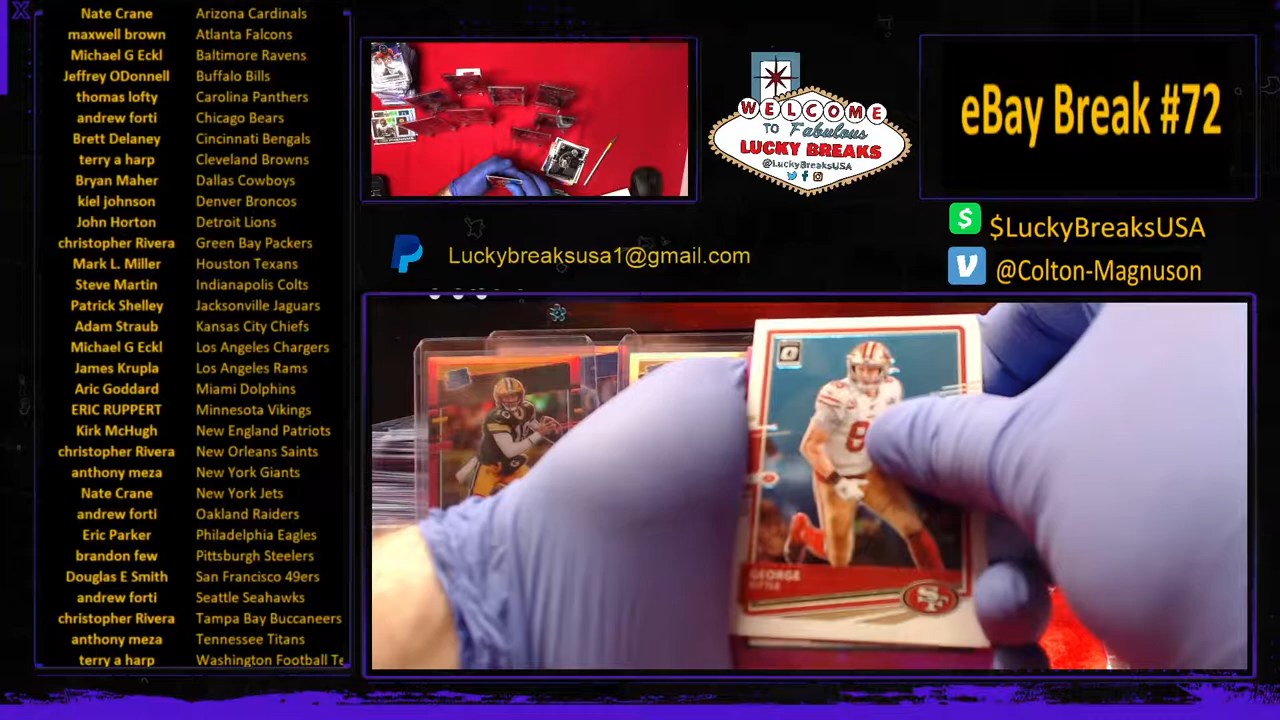 Nate Crane Arizona Cardinals
maxwell brown Atlanta Falcons
Michael G Eckl Baltimore Ravens
Jeffrey ODonnell Buffalo Bills
thomas lofty Carolina Panthers
andrew forti Chicago Bears
Brett Delaney Cincinnati Bengals
terry a harp Cleveland Browns
Bryan Maher Dallas Cowboys
kiel johnson Denver Broncos
John Horton Detroit Lions
christopher Rivera Green Bay Packers
Mark L. Miller Houston Texans
Steve Martin Indianapolis Colts
Patrick Shelley Jacksonville Jaguars
Adam Straub Kansas City Chiefs
Michael G Eckl Los Angeles Chargers
James Krupla Los Angeles Rams
Aric Goddard Miami Dolphins
ERIC RUPPERT Minnesota Vikings
Kirk McHugh New England Patriots
christopher Rivera New Orleans Saints
anthony meza New York Giants
Nate Crane New York Jets
andrew forti Oakland Raiders
Eric Parker Philadelphia Eagles
brandon few Pittsburgh Steelers
Douglas E Smith San Francisco 49ers
andrew forti Seattle Seahawks
christopher Rivera Tampa Bay Buccaneers
anthony meza Tennessee Titans
terry a harp Washington Football Te
WELCOME
TO Fabulous
LUCKY BREAKS
@LuckyBreaksUSA
eBay Break #72
$LuckyBreaksUSA
@Colton-Magnuson
Luckybreaksusa1@gmail.com
GEORGE
KITTLE
SF